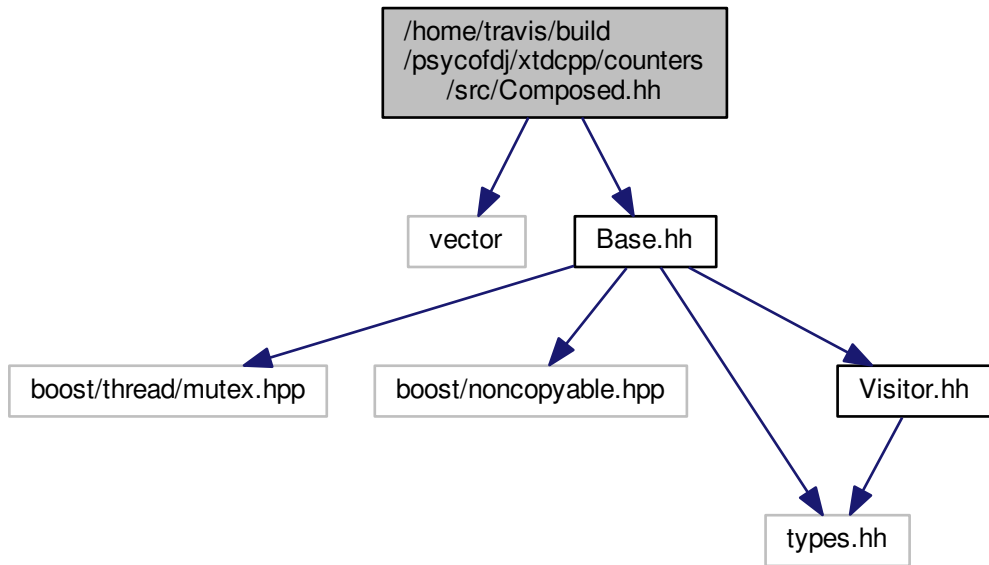 /home/travis/build
/psycofdj/xtdcpp/counters
/src/Composed.hh
vector
Base.hh
boost/thread/mutex.hpp
boost/noncopyable.hpp
Visitor.hh
types.hh